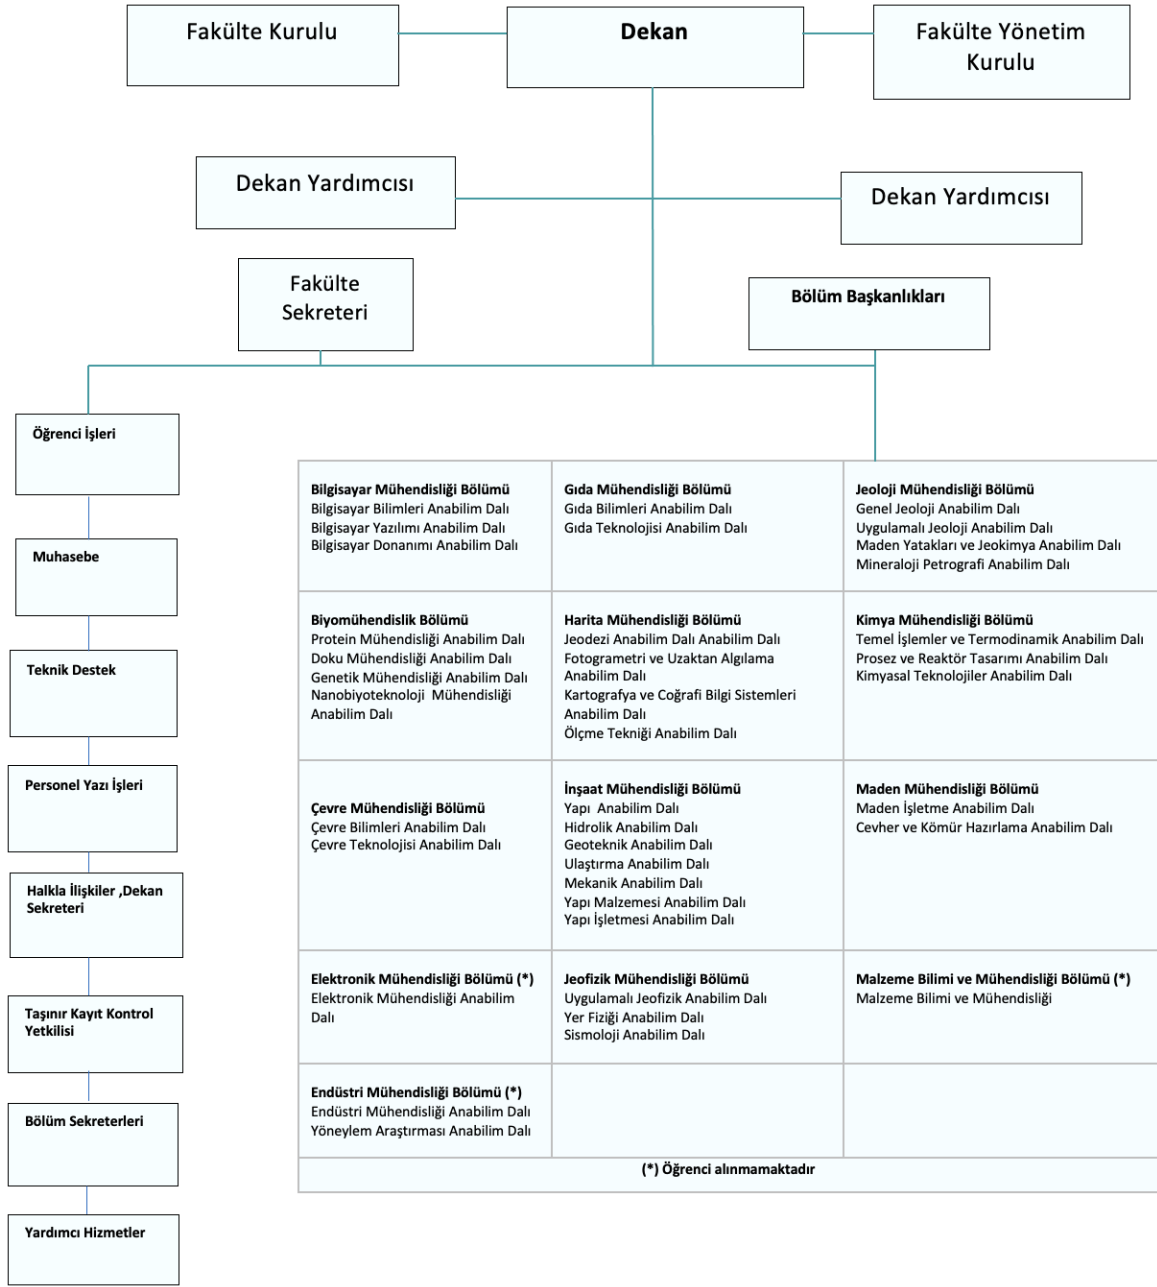 Fakülte Kurulu
Dekan
Fakülte Yönetim
Kurulu
Dekan Yardımcısı
Dekan Yardımcısı
Fakülte
Sekreteri
Bölüm Başkanlıkları
Öğrenci İşleri
Muhasebe
Teknik Destek
Personel Yazı İşleri
Halkla İlişkiler ,Dekan
Sekreteri
Taşınır Kayıt Kontrol
Yetkilisi
Bölüm Sekreterleri
Yardımcı Hizmetler
Bilgisayar Mühendisliği Bölümü
Bilgisayar Bilimleri Anabilim Dalı
Bilgisayar Yazılımı Anabilim Dalı
Bilgisayar Donanımı Anabilim Dalı
Gıda Mühendisliği Bölümü
Gıda Bilimleri Anabilim Dalı
Gıda Teknolojisi Anabilim Dalı
Jeoloji Mühendisliği Bölümü
Genel Jeoloji Anabilim Dalı
Uygulamalı Jeoloji Anabilim Dalı
Maden Yatakları ve Jeokimya Anabilim Dalı
Mineraloji Petrografi Anabilim Dalı
Biyomühendislik Bölümü
Protein Mühendisliği Anabilim Dalı
Doku Mühendisliği Anabilim Dalı
Genetik Mühendisliği Anabilim Dalı
Nanobiyoteknoloji  Mühendisliği
Anabilim Dalı
Harita Mühendisliği Bölümü
Jeodezi Anabilim Dalı Anabilim Dalı
Fotogrametri ve Uzaktan Algılama
Anabilim Dalı
Kartografya ve Coğrafi Bilgi Sistemleri
Anabilim Dalı
Ölçme Tekniği Anabilim Dalı
Kimya Mühendisliği Bölümü
Temel İşlemler ve Termodinamik Anabilim Dalı
Prosez ve Reaktör Tasarımı Anabilim Dalı
Kimyasal Teknolojiler Anabilim Dalı
Çevre Mühendisliği Bölümü
Çevre Bilimleri Anabilim Dalı
Çevre Teknolojisi Anabilim Dalı
İnşaat Mühendisliği Bölümü
Yapı  Anabilim Dalı
Hidrolik Anabilim Dalı
Geoteknik Anabilim Dalı
Ulaştırma Anabilim Dalı
Mekanik Anabilim Dalı
Yapı Malzemesi Anabilim Dalı
Yapı İşletmesi Anabilim Dalı
Maden Mühendisliği Bölümü
Maden İşletme Anabilim Dalı
Cevher ve Kömür Hazırlama Anabilim Dalı
Elektronik Mühendisliği Bölümü (*)
Elektronik Mühendisliği Anabilim
Dalı
Jeofizik Mühendisliği Bölümü
Uygulamalı Jeofizik Anabilim Dalı
Yer Fiziği Anabilim Dalı
Sismoloji Anabilim Dalı
Malzeme Bilimi ve Mühendisliği Bölümü (*)
Malzeme Bilimi ve Mühendisliği
Endüstri Mühendisliği Bölümü (*)
Endüstri Mühendisliği Anabilim Dalı
Yöneylem Araştırması Anabilim Dalı
(*) Öğrenci alınmamaktadır